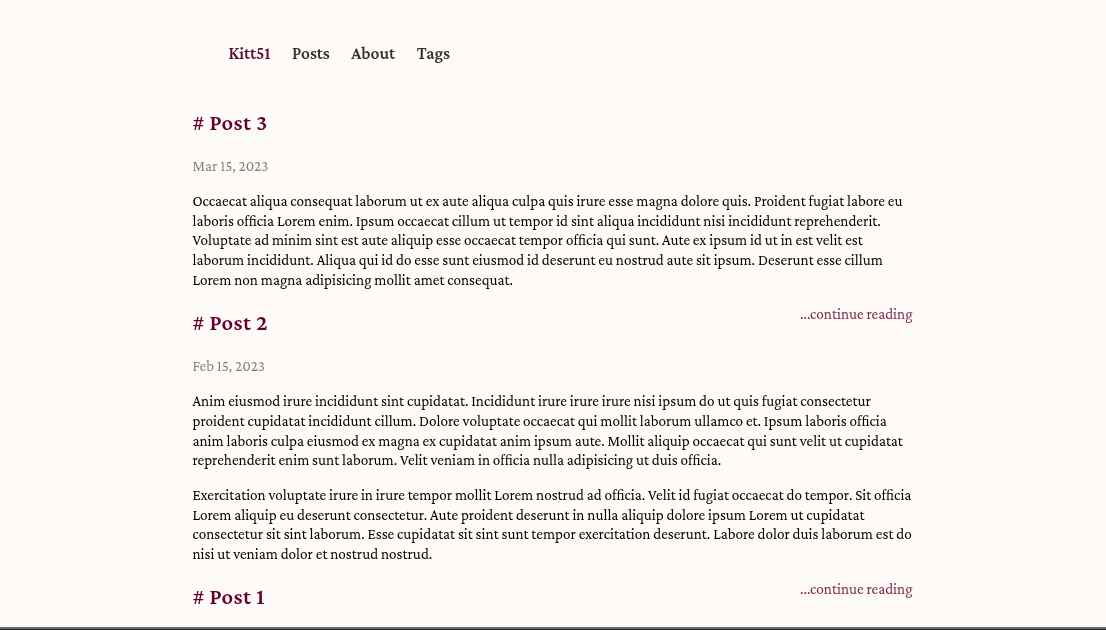 Kitt51 Posts About Tags
# Post 3
Mar 15, 2023
Occaecat aliqua consequat laborum ut ex aute aliqua culpa quis irure esse magna dolore quis. Proident fugiat labore eu
laboris officia Lorem enim. Ipsum occaecat cillum ut tempor id sint aliqua incididunt nisi incididunt reprehenderit.
Voluptate ad minim sint est aute aliquip esse occaecat tempor officia qui sunt. Aute ex ipsum id ut in est velit est
laborum incididunt. Aliqua qui id do esse sunt eiusmod id deserunt eu nostrud aute sit ipsum. Deserunt esse cillum
Lorem non magna adipisicing mollit amet consequat.
...continue reading
# Post 2
Feb 15, 2023
Anim eiusmod irure incididunt sint cupidatat. Incididunt irure irure irure nisi ipsum do ut quis fugiat consectetur
proident cupidatat incididunt cillum. Dolore voluptate occaecat qui mollit laborum ullamco et. Ipsum laboris officia
anim laboris culpa eiusmod ex magna ex cupidatat anim ipsum aute. Mollit aliquip occaecat qui sunt velit ut cupidatat
reprehenderit enim sunt laborum. Velit veniam in officia nulla adipisicing ut duis officia.
Exercitation voluptate irure in irure tempor mollit Lorem nostrud ad officia. Velit id fugiat occaecat do tempor. Sit officia
Lorem aliquip eu deserunt consectetur. Aute proident deserunt in nulla aliquip dolore ipsum Lorem ut cupidatat
consectetur sit sint laborum. Esse cupidatat sit sint sunt tempor exercitation deserunt. Labore dolor duis laborum est do
nisi ut veniam dolor et nostrud nostrud.
...continue reading
# Post 1